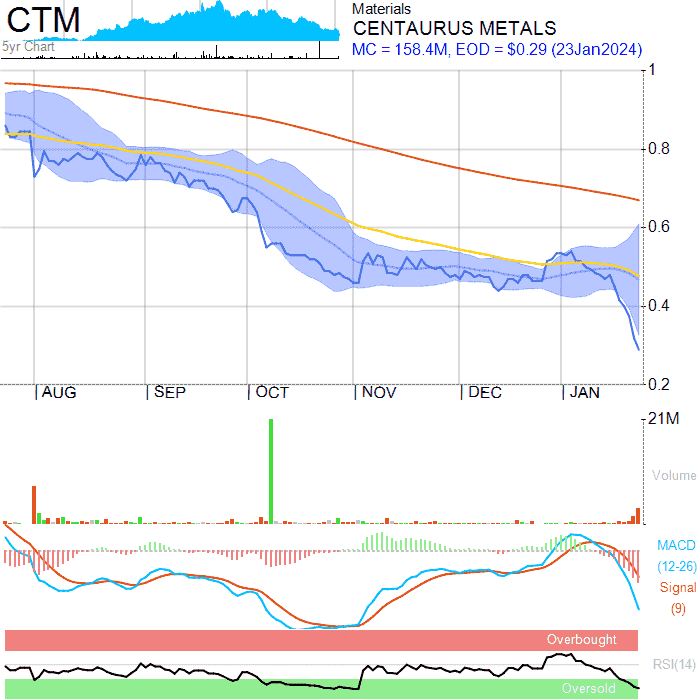 CTM
5yr Chart
Materials
CENTAURUS METALS
MC = 158.4M, EOD = $0.29 (23Jan2024)
1
0.8
0.6
0.4
0.2
AUG SEP OCT NOV DEC JAN
21M
Volume
MACD
(12-26)
Signal
(9)
Overbought
RSI(14)
Oversold